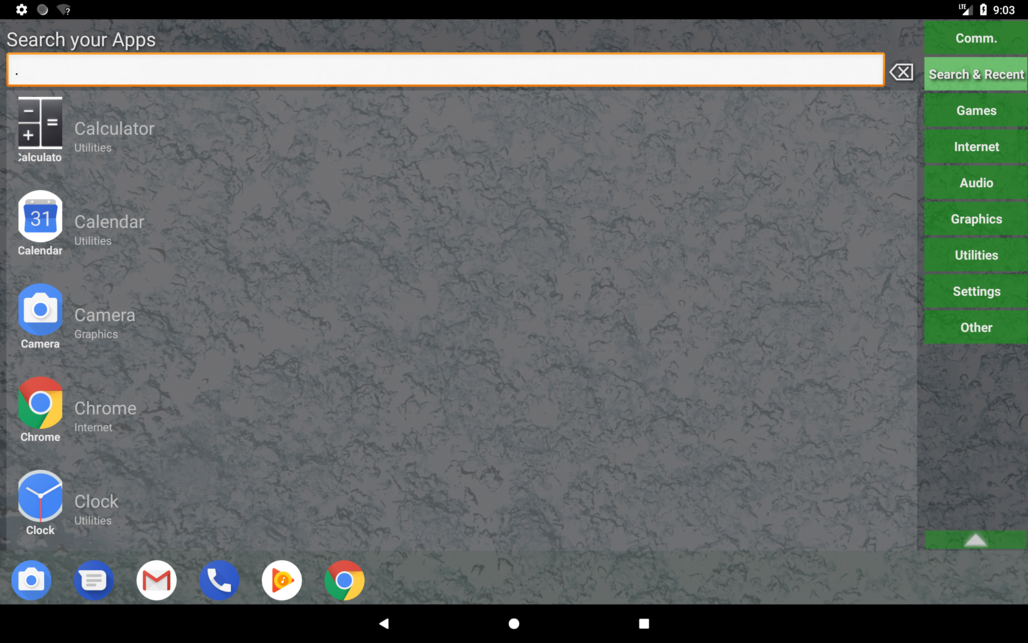 LTE 9:03
Search your Apps
.
Calculator
Utilities
Calculato
31
Calendar
Utilities
Calendar
Camera
Graphics
Camera
Chrome
Internet
Chrome
Clock
Utilities
Clock
Comm.
Search & Recent
Games
Internet
Audio
Graphics
Utilities
Settings
Other